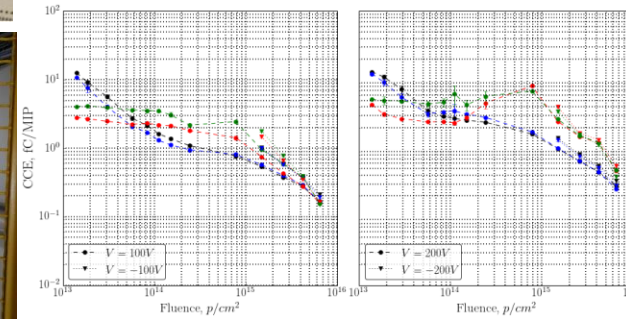 10²
10¹
10⁰
10⁻¹
10⁻²
CCE, fC/MIP
V = 100V
V = −100V
10¹³
10¹⁴
10¹⁵
10¹⁶
Fluence, p/cm²
V = 200V
V = −200V
10¹³
10¹⁴
10¹⁵
Fluence, p/cm²